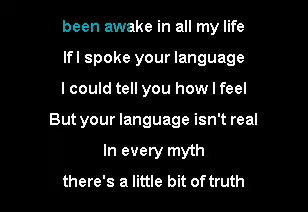 been awake in all my life
If I spoke your language
I could tell you how I feel
But your language isn't real
In every myth
there's a little bit of truth